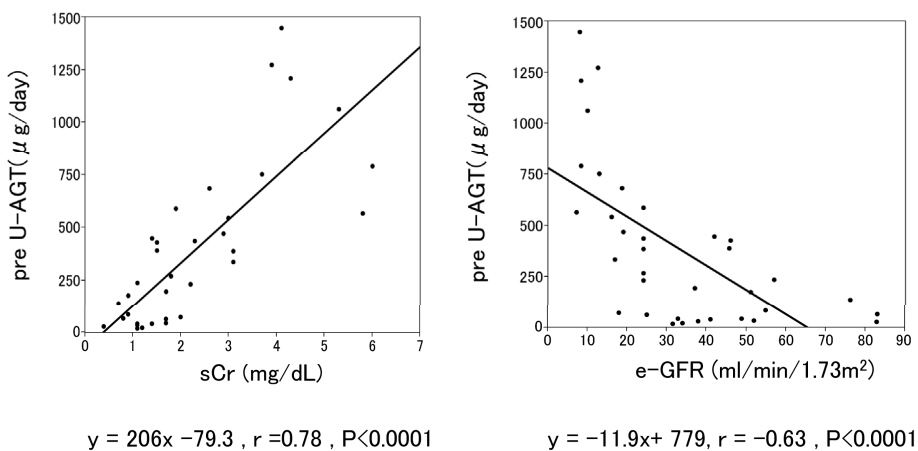 1500
1250
1000
750
500
250
0
pre U-AGT(μg/day)
0 1 2 3 4 5 6 7
sCr (mg/dL)
y = 206x -79.3 , r =0.78 , P<0.0001
1500
1250
1000
750
500
250
0
pre U-AGT(μg/day)
0 10 20 30 40 50 60 70 80 90
e-GFR (ml/min/1.73m²)
y = -11.9x+ 779, r = -0.63 , P<0.0001